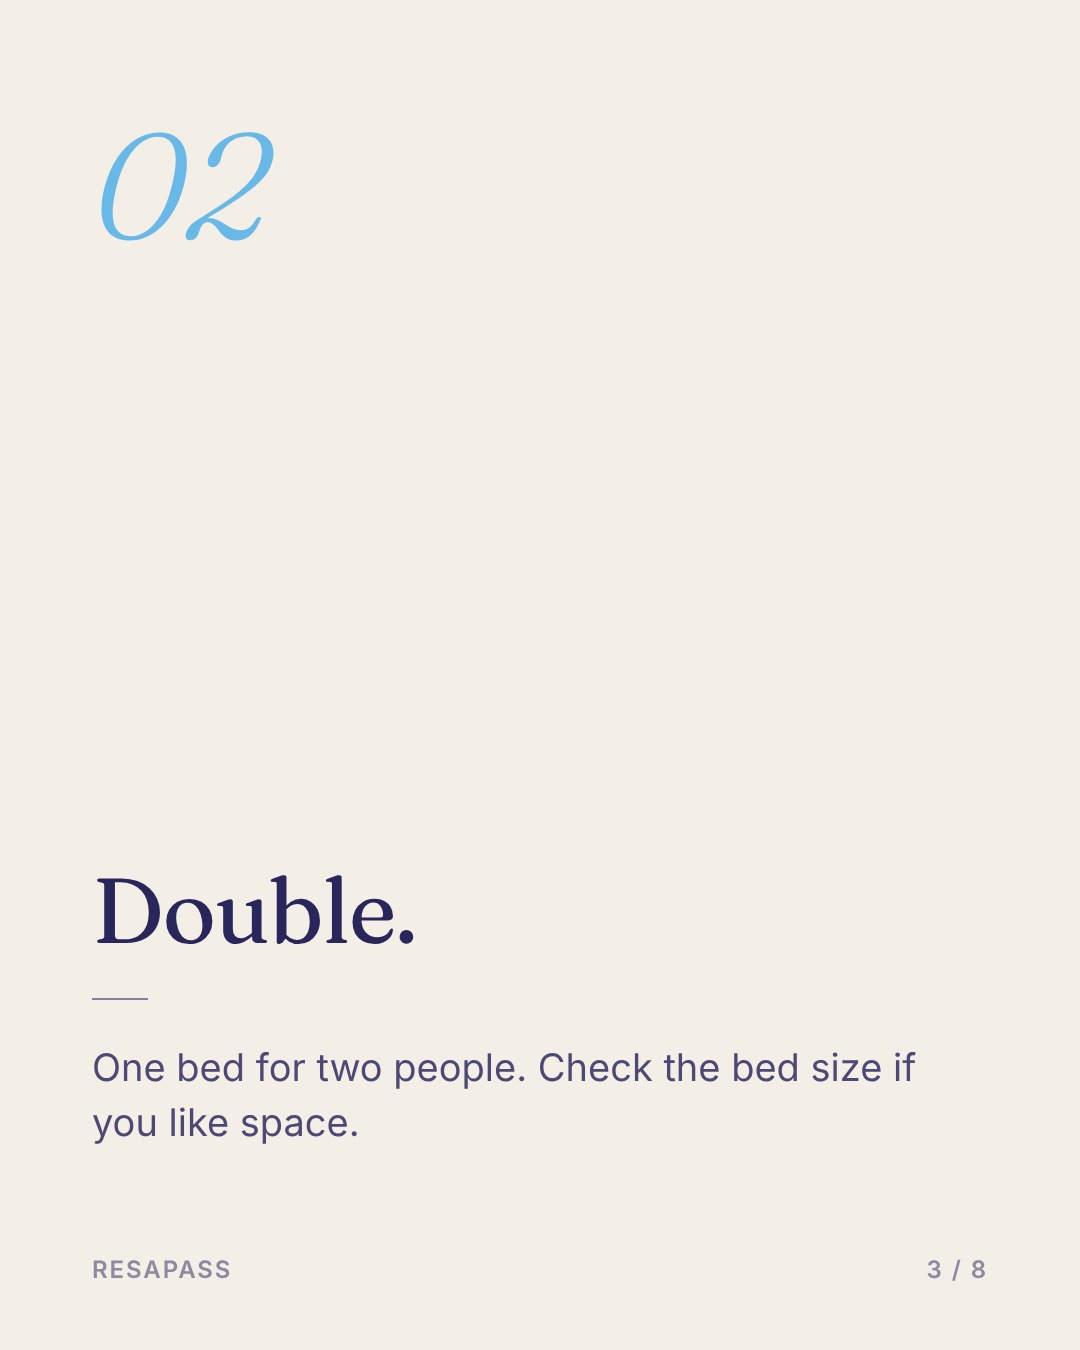 02
Double.
One bed for two people. Check the bed size if
you like space.
RESAPASS
3 / 8